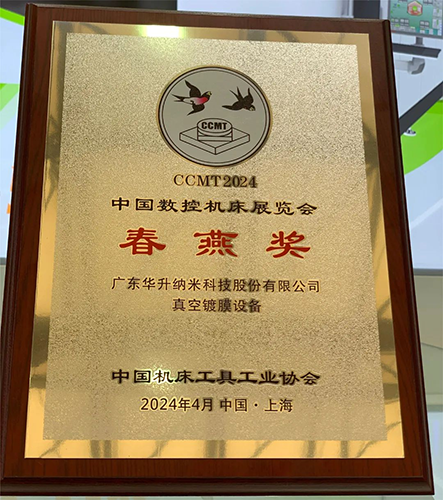 CCMT
CCMT2024
中国数控机床展览会
春燕奖
广东华升纳米科技股份有限公司
真空镀膜设备
中国机床工具工业协会
2024年4月 中国·上海